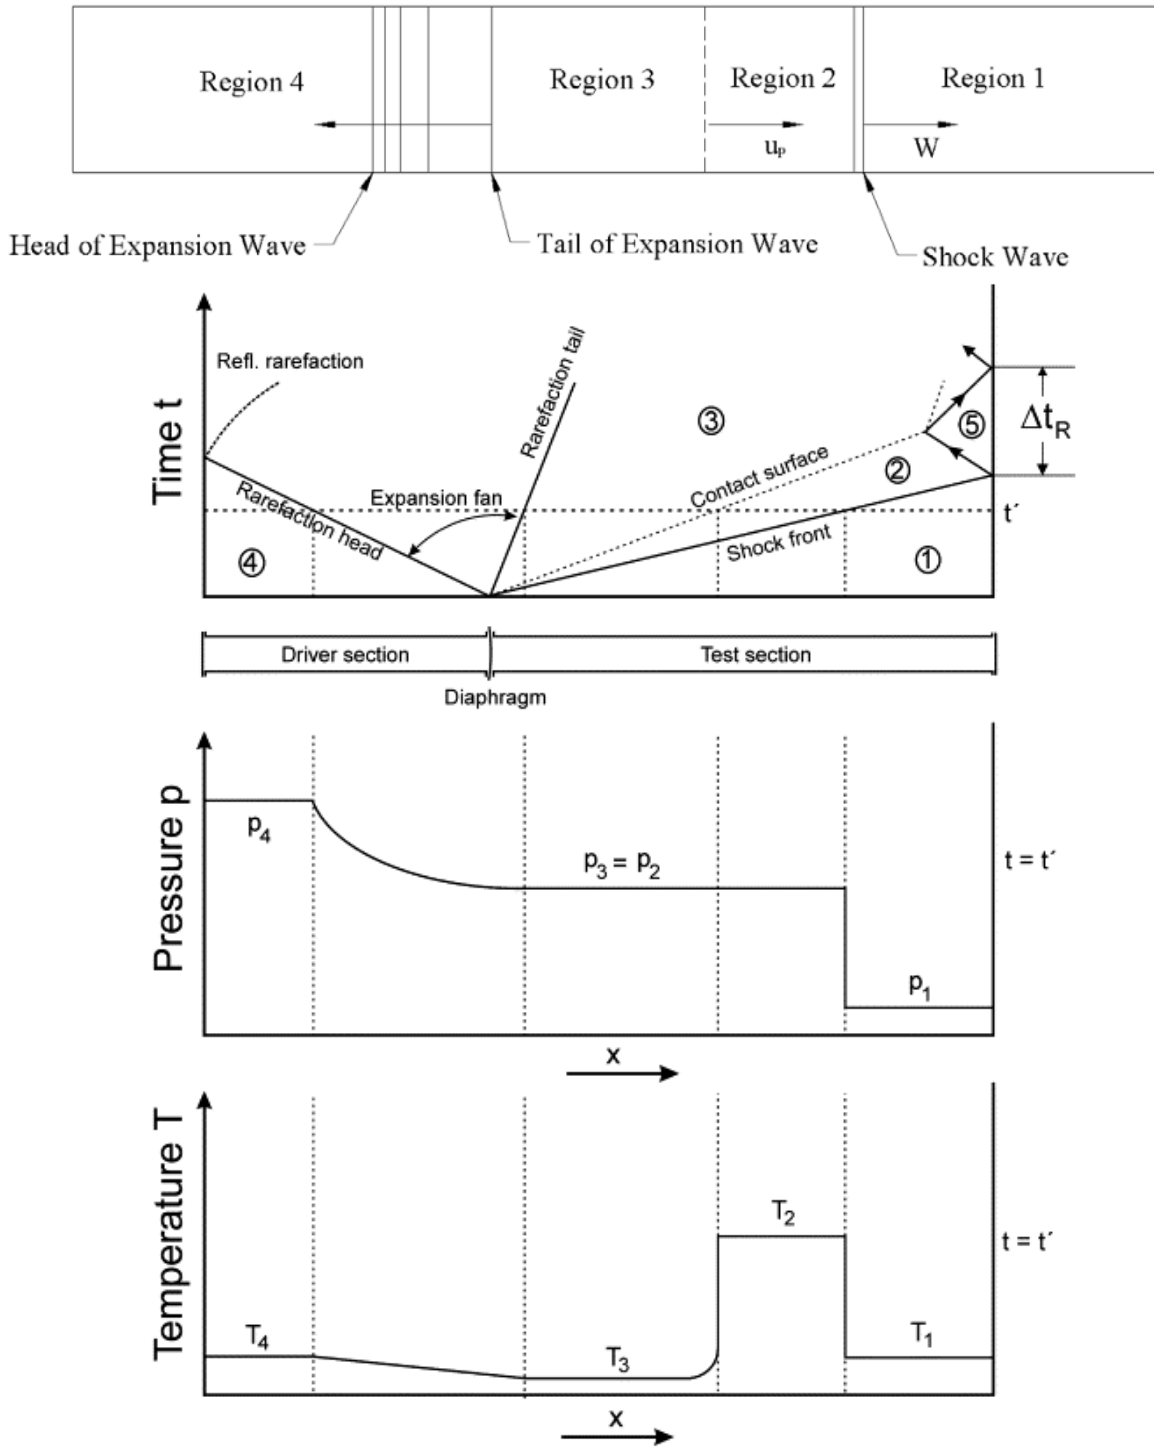 Region 4
Region 3
Region 2
Region 1
uₚ
W
Head of Expansion Wave
Tail of Expansion Wave
Shock Wave
Time t
Refl. rarefaction
Rarefaction tail
③
⑤
Δt_R
Contact surface
②
Expansion fan
Rarefaction head
t´
Shock front
④
①
Driver section
Test section
Diaphragm
Pressure p
p₄
p₃ = p₂
t = t´
p₁
x
Temperature T
T₂
t = t´
T₄
T₃
T₁
x